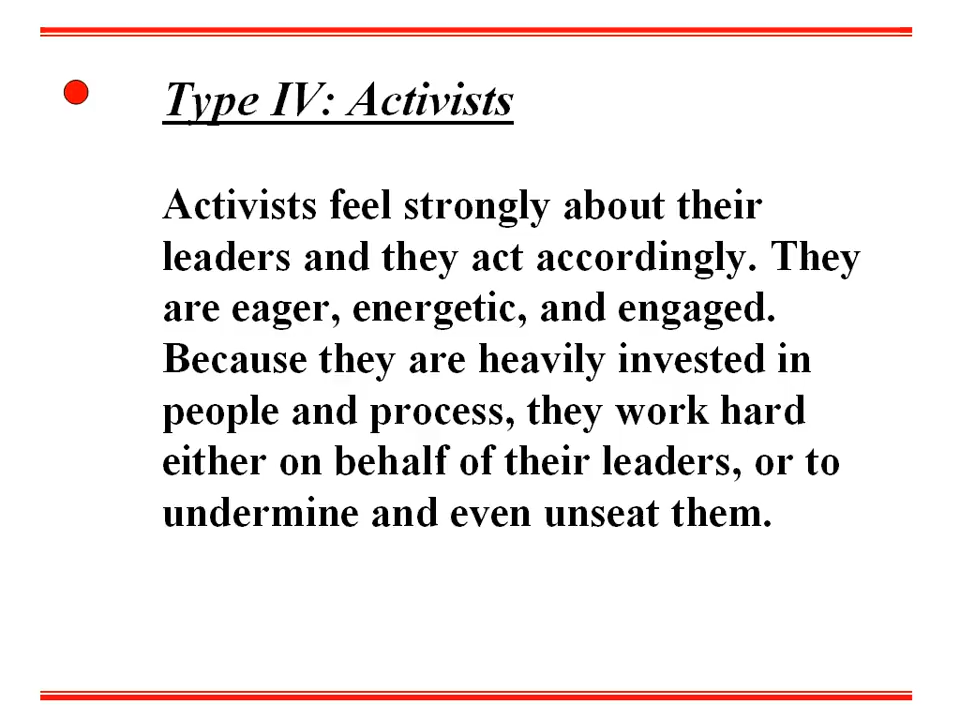 Type IV: Activists
Activists feel strongly about their
leaders and they act accordingly. They
are eager, energetic, and engaged.
Because they are heavily invested in
people and process, they work hard
either on behalf of their leaders, or to
undermine and even unseat them.